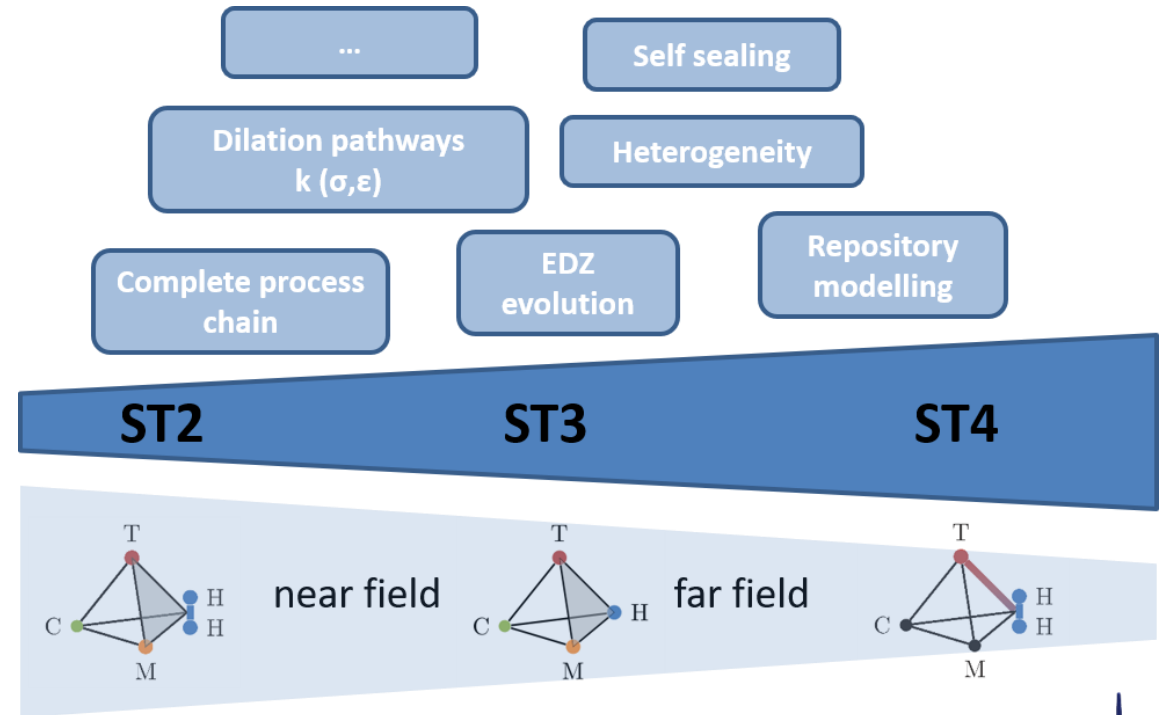 ...
Self sealing
Dilation pathways
k (σ,ε)
Heterogeneity
Complete process
chain
EDZ
evolution
Repository
modelling
ST2
ST3
ST4
T
H
H
C
M
near field
T
H
C
M
far field
T
H
H
C
M